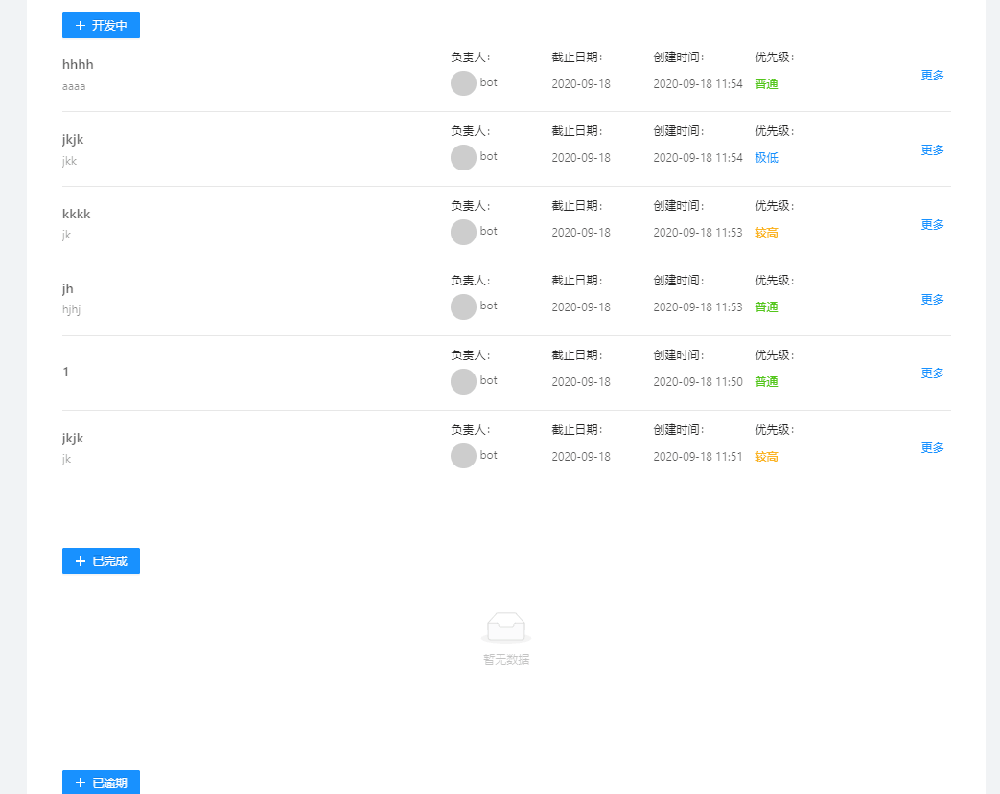 + 开发中
hhhh
aaaa
负责人: 截止日期: 创建时间: 优先级:
bot 2020-09-18 2020-09-18 11:54 普通
更多
jkjk
jkk
负责人: 截止日期: 创建时间: 优先级:
bot 2020-09-18 2020-09-18 11:54 极低
更多
kkkk
jk
负责人: 截止日期: 创建时间: 优先级:
bot 2020-09-18 2020-09-18 11:53 较高
更多
jh
hjhj
负责人: 截止日期: 创建时间: 优先级:
bot 2020-09-18 2020-09-18 11:53 普通
更多
1
负责人: 截止日期: 创建时间: 优先级:
bot 2020-09-18 2020-09-18 11:50 普通
更多
jkjk
jk
负责人: 截止日期: 创建时间: 优先级:
bot 2020-09-18 2020-09-18 11:51 较高
更多
+ 已完成
暂无数据
+ 已逾期